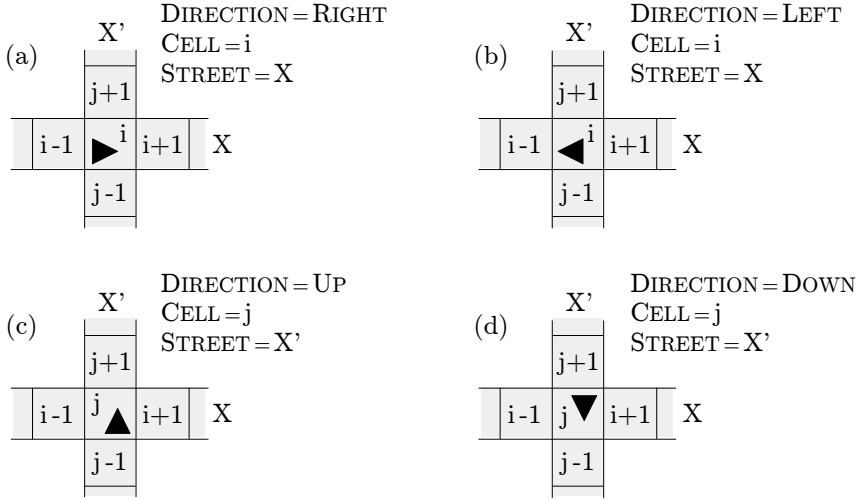 (a)
X'
DIRECTION = RIGHT
CELL = i
STREET = X
j+1
i-1
i
i+1
X
j-1
(b)
X'
DIRECTION = LEFT
CELL = i
STREET = X
j+1
i-1
i
i+1
X
j-1
(c)
X'
DIRECTION = UP
CELL = j
STREET = X'
j+1
i-1
j
i+1
X
j-1
(d)
X'
DIRECTION = DOWN
CELL = j
STREET = X'
j+1
i-1
j
i+1
X
j-1